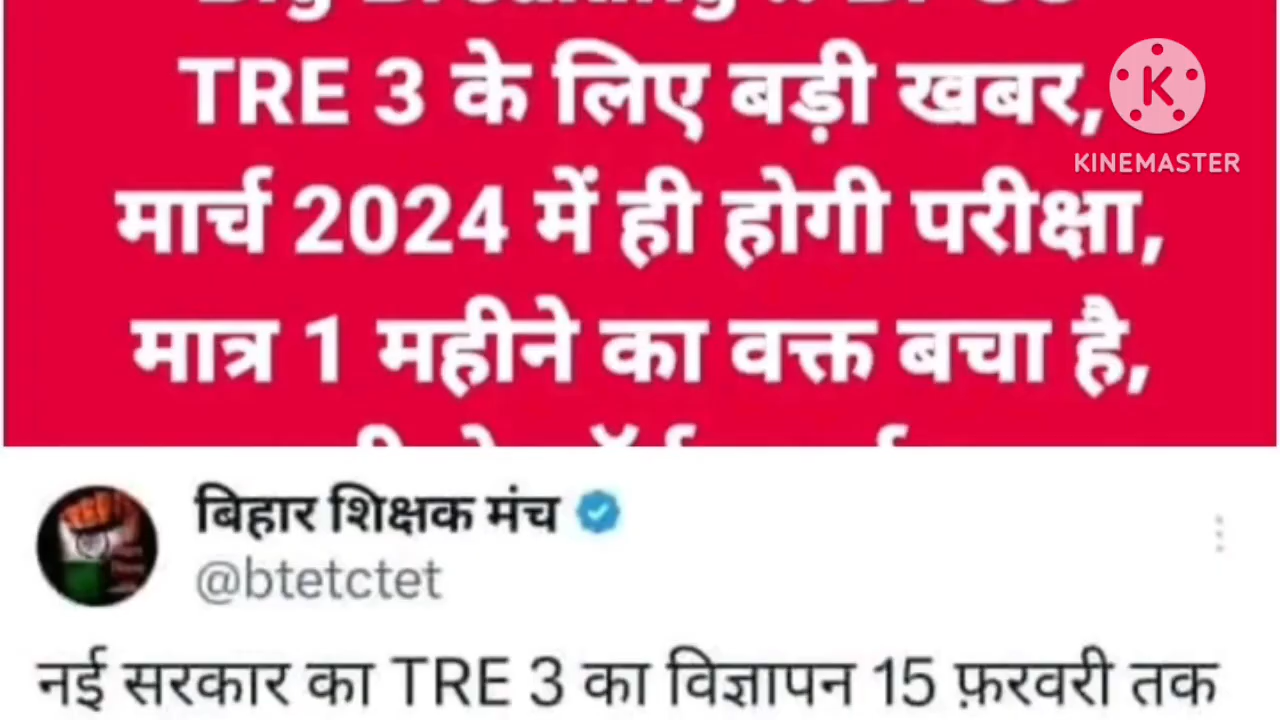 TRE 3 के लिए बड़ी खबर,
K
KINEMASTER
मार्च 2024 में ही होगी परीक्षा,
मात्र 1 महीने का वक्त बचा है,
बिहार शिक्षक मंच
@btetctet
नई सरकार का TRE 3 का विज्ञापन 15 फ़रवरी तक